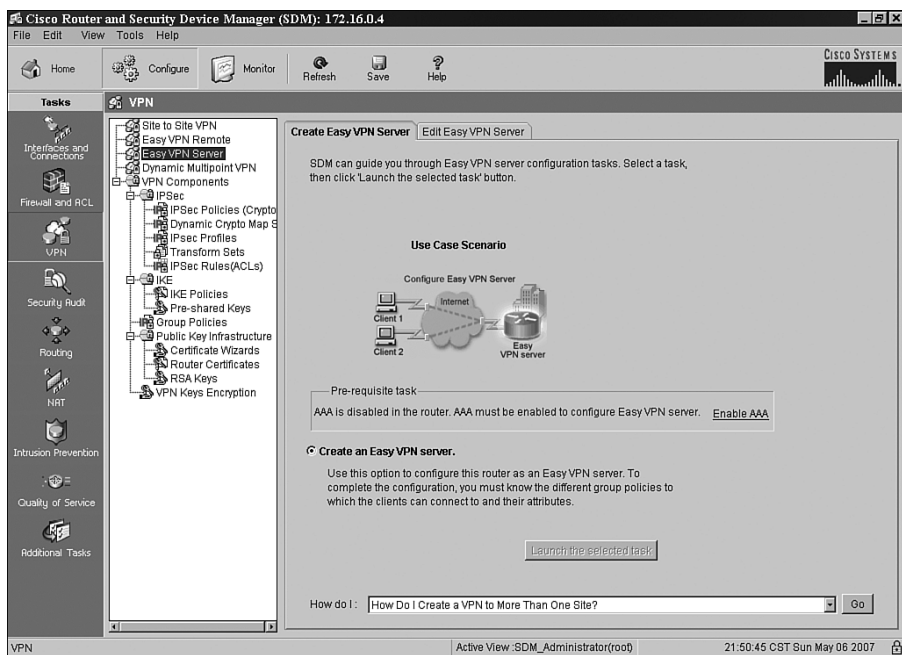 Cisco Router and Security Device Manager (SDM): 172.16.0.4
File Edit View Tools Help
Home Configure Monitor Refresh Save Help
CISCO SYSTEMS
Tasks
VPN
Interfaces and
Connections
Firewall and ACL
VPN
Security Audit
Routing
NAT
Intrusion Prevention
Quality of Service
Additional Tasks
Site to Site VPN
Easy VPN Remote
Easy VPN Server
Dynamic Multipoint VPN
VPN Components
IPSec
IPSec Policies (Crypto
Dynamic Crypto Map S
IPsec Profiles
Transform Sets
IPSec Rules(ACLs)
IKE
IKE Policies
Pre-shared Keys
Group Policies
Public Key Infrastructure
Certificate Wizards
Router Certificates
RSA Keys
VPN Keys Encryption
Create Easy VPN Server Edit Easy VPN Server
SDM can guide you through Easy VPN server configuration tasks. Select a task,
then click 'Launch the selected task' button.
Use Case Scenario
Configure Easy VPN Server
Internet
Client 1
Client 2
Easy
VPN server
Pre-requisite task
AAA is disabled in the router. AAA must be enabled to configure Easy VPN server. Enable AAA
Create an Easy VPN server.
Use this option to configure this router as an Easy VPN server. To
complete the configuration, you must know the different group policies to
which the clients can connect to and their attributes.
Launch the selected task
How do I : How Do I Create a VPN to More Than One Site? Go
VPN Active View :SDM_Administrator(root) 21:50:45 CST Sun May 06 2007